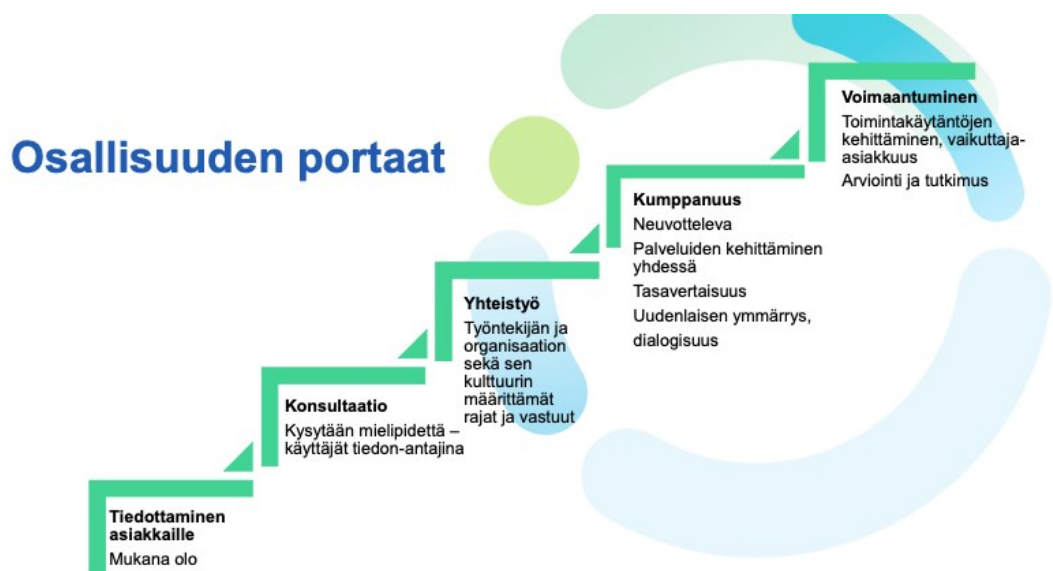 Osallisuuden portaat
Tiedottaminen
asiakkaille
Mukana olo
Konsultaatio
Kysytään mielipidettä –
käyttäjät tiedon-antajina
Yhteistyö
Työntekijän ja
organisaation
sekä sen
kulttuurin
määrittämät
rajat ja vastuut
Kumppanuus
Neuvotteleva
Palveluiden kehittäminen
yhdessä
Tasavertaisuus
Uudenlaisen ymmärrys,
dialogisuus
Voimaantuminen
Toimintakäytäntöjen
kehittäminen, vaikuttaja-
asiakkuus
Arviointi ja tutkimus